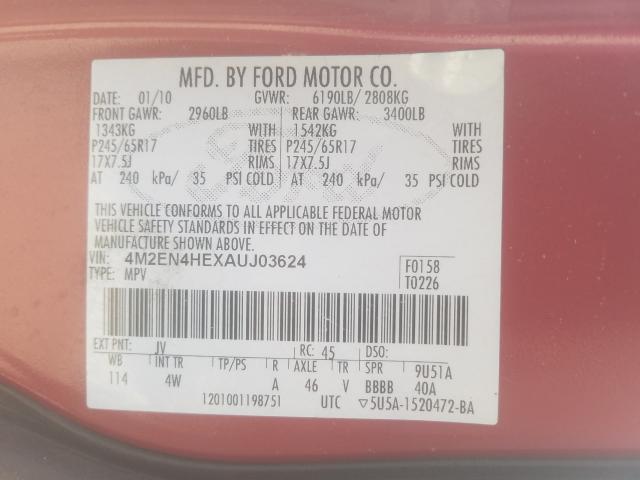 MFD. BY FORD MOTOR CO.
DATE: 01/10 GVWR: 6190LB/ 2808KG
FRONT GAWR: 2960LB REAR GAWR: 3400LB
1343KG WITH 1542KG WITH
P245/65R17 TIRES P245/65R17 TIRES
17X7.5J RIMS 17X7.5J RIMS
AT 240 kPa/ 35 PSI COLD AT 240 kPa/ 35 PSI COLD
THIS VEHICLE CONFORMS TO ALL APPLICABLE FEDERAL MOTOR
VEHICLE SAFETY STANDARDS IN EFFECT ON THE DATE OF
MANUFACTURE SHOWN ABOVE.
VIN: 4M2EN4HEXAUJ03624 F0158
TYPE: MPV T0226
EXT PNT: JV RC: 45 DSO:
WB INT TR TP/PS R AXLE TR SPR 9U51A
114 4W A 46 V BBBB 40A
1201001198751 UTC ▽5U5A-1520472-BA